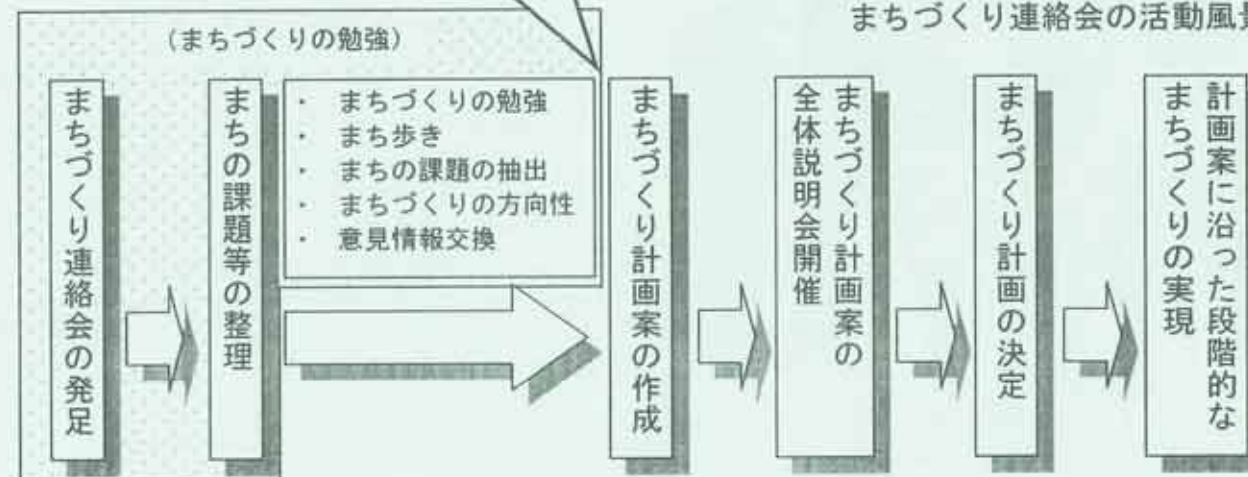 まちづくり連絡会の活動風景
(まちづくりの勉強)
まちづくり連絡会の発足
まちの課題等の整理
・ まちづくりの勉強
・ まち歩き
・ まちの課題の抽出
・ まちづくりの方向性
・ 意見情報交換
まちづくり計画案の作成
まちづくり計画案の
全体説明会開催
まちづくり計画の決定
計画案に沿った段階的な
まちづくりの実現